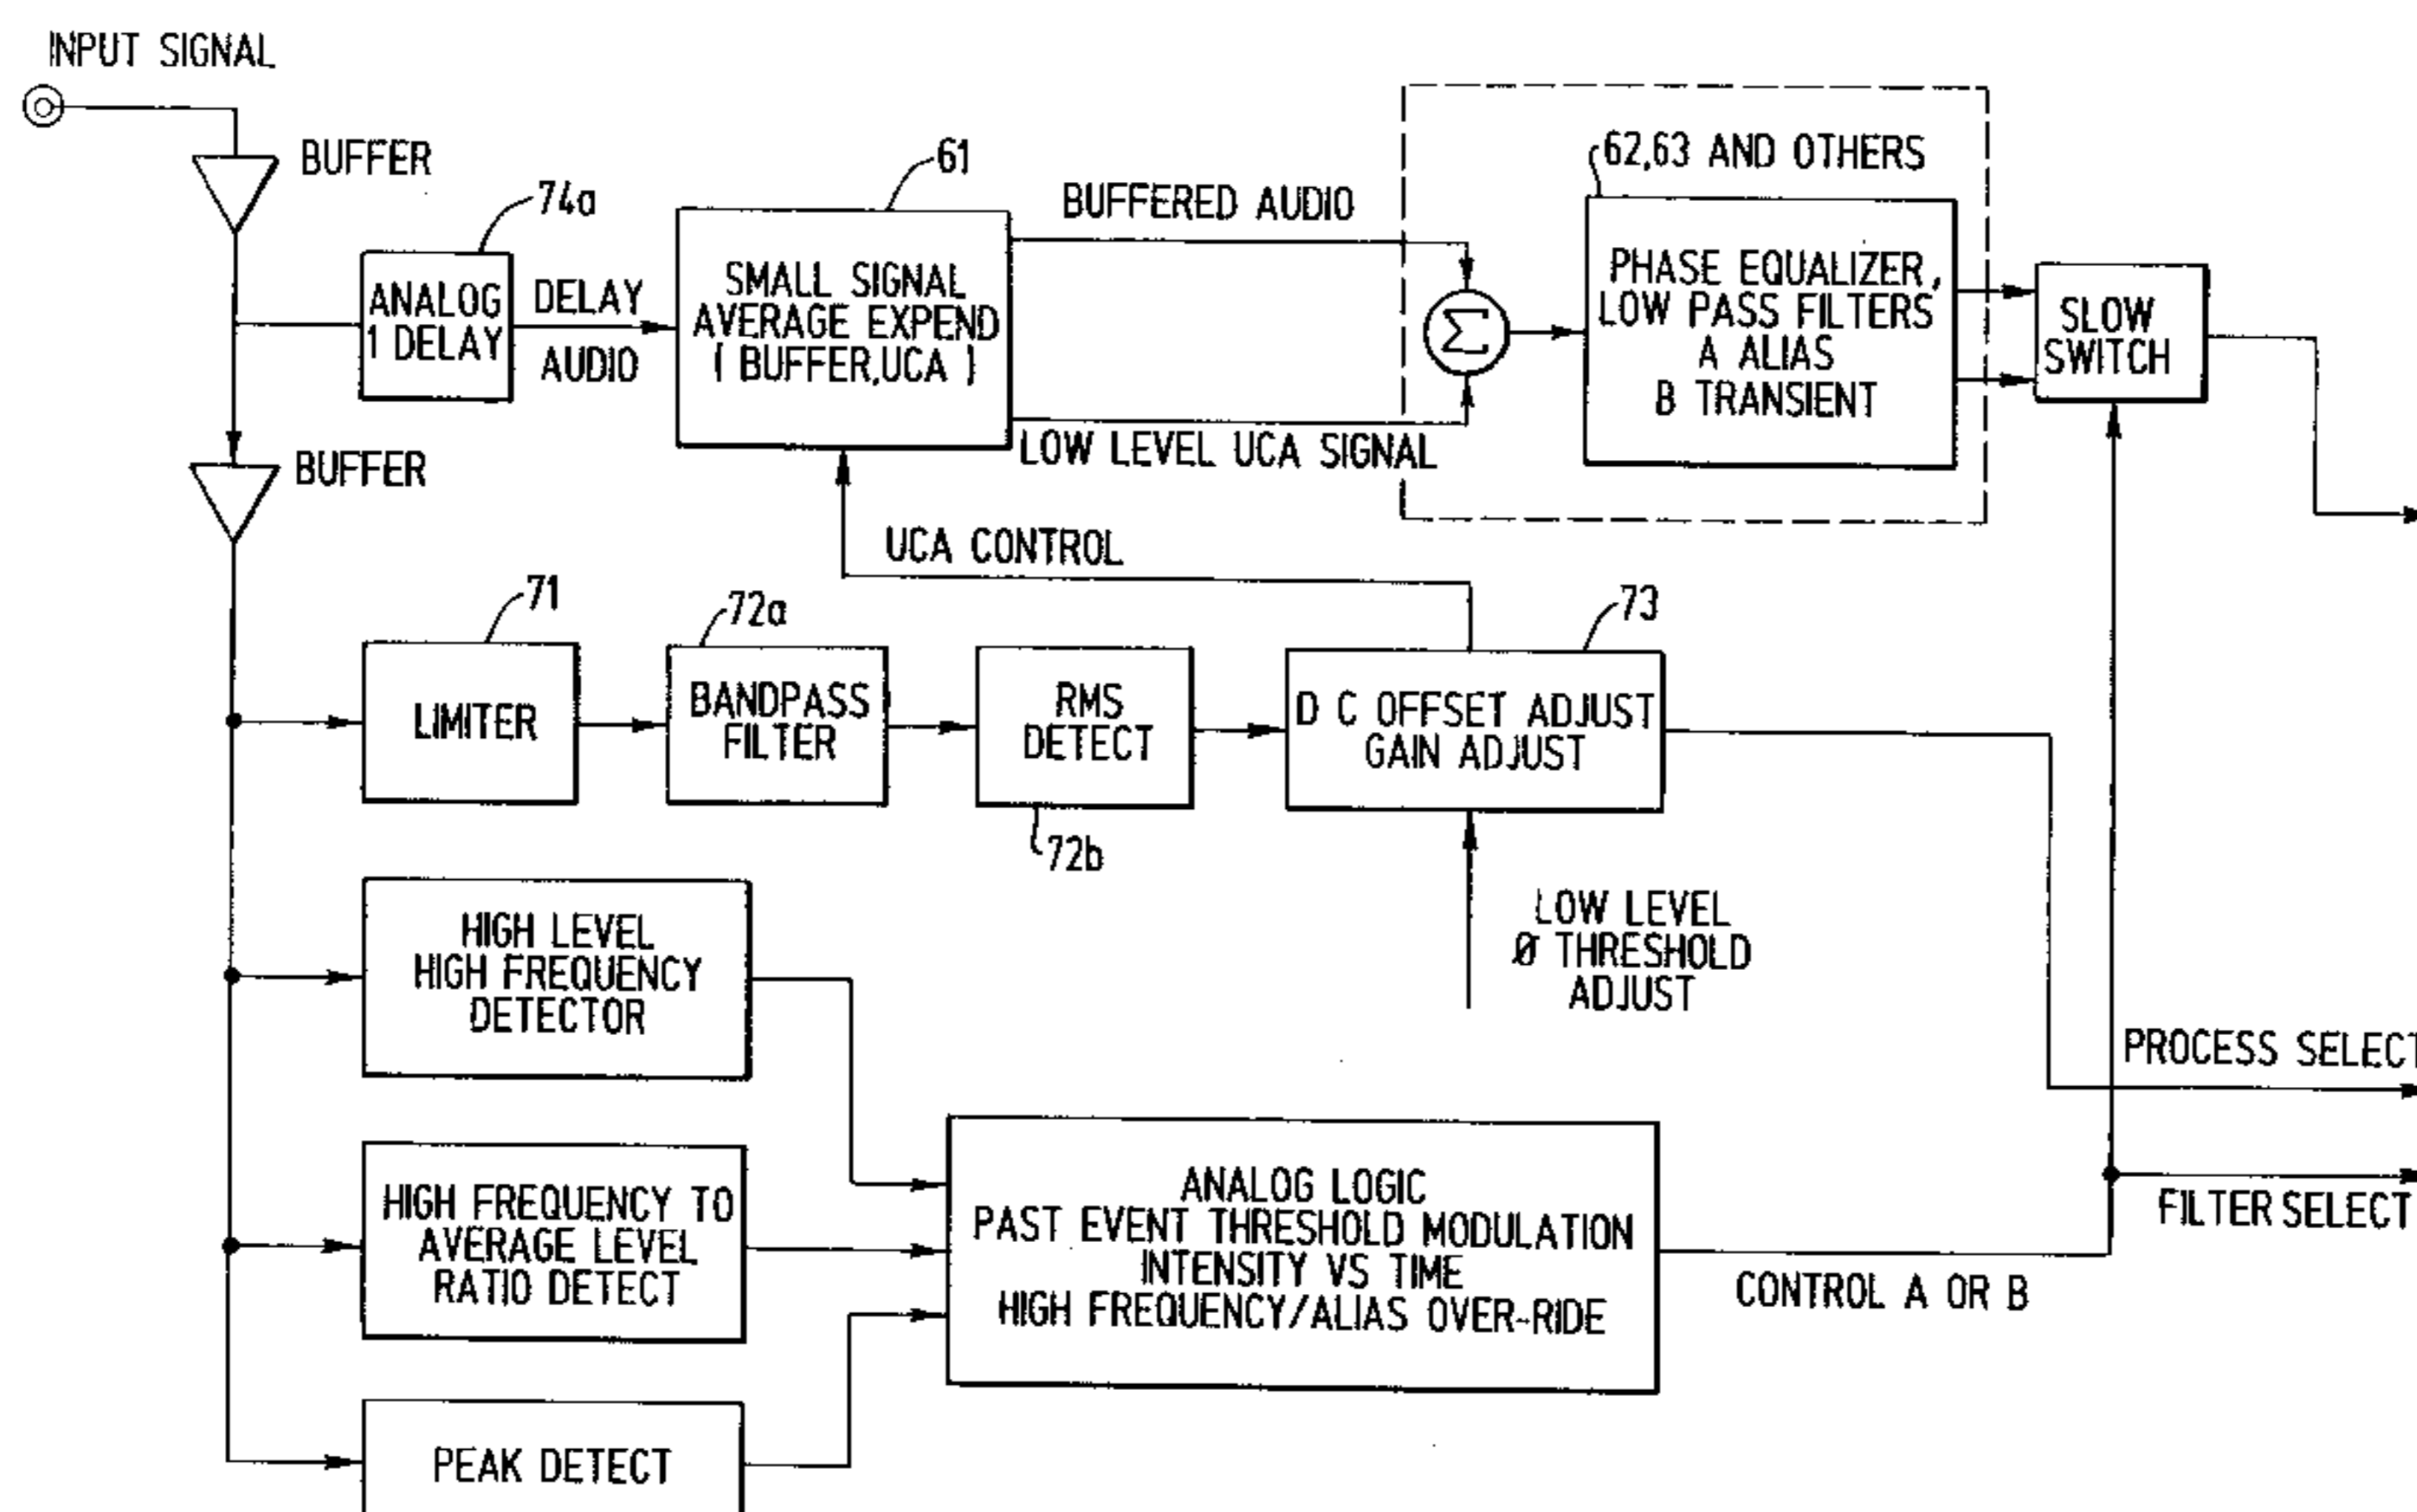 INPUT SIGNAL
BUFFER
74a
61
BUFFERED AUDIO
62,63 AND OTHERS
ANALOG
1 DELAY
DELAY
AUDIO
SMALL SIGNAL
AVERAGE EXPEND
( BUFFER,UCA )
Σ
PHASE EQUALIZER,
LOW PASS FILTERS
A ALIAS
B TRANSIENT
SLOW
SWITCH
LOW LEVEL UCA SIGNAL
BUFFER
UCA CONTROL
71
72a
73
LIMITER
BANDPASS
FILTER
RMS
DETECT
D C OFFSET ADJUST
GAIN ADJUST
72b
LOW LEVEL
Ø THRESHOLD
ADJUST
HIGH LEVEL
HIGH FREQUENCY
DETECTOR
PROCESS SELECT
HIGH FREQUENCY TO
AVERAGE LEVEL
RATIO DETECT
ANALOG LOGIC
PAST EVENT THRESHOLD MODULATION
INTENSITY VS TIME
HIGH FREQUENCY/ALIAS OVER-RIDE
FILTER SELECT
CONTROL A OR B
PEAK DETECT